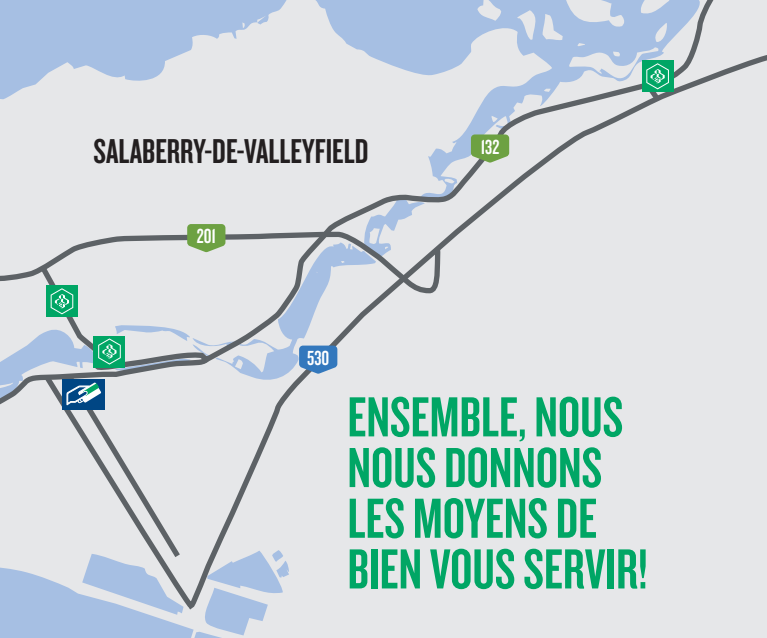 SALABERRY-DE-VALLEYFIELD
132
201
530
ENSEMBLE, NOUS
NOUS DONNONS
LES MOYENS DE
BIEN VOUS SERVIR!